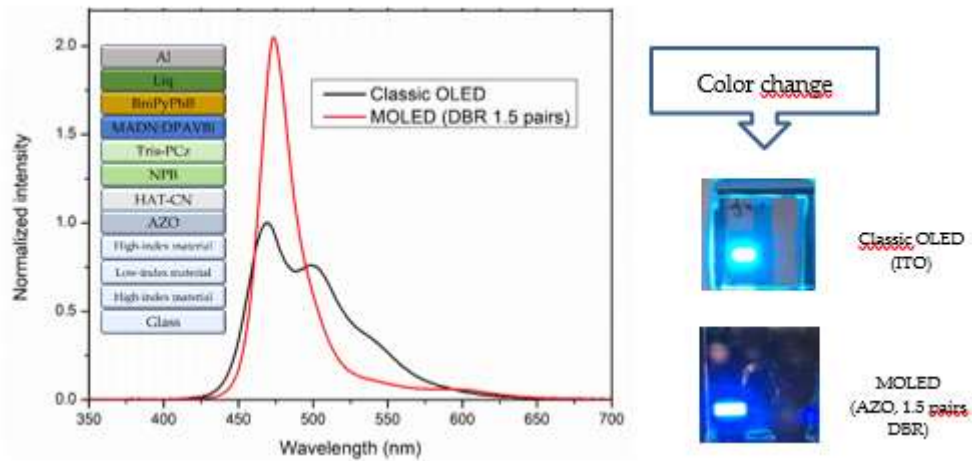 2.0
1.5
1.0
0.5
0.0
Normalized intensity
350
400
450
500
550
600
650
700
Wavelength (nm)
Al
Liq
BmPyPhB
MADN:DPAVBi
Tris-PCz
NPB
HAT-CN
AZO
High-index material
Low-index material
High index material
Glass
Classic OLED
MOLED (DBR 1.5 pairs)
Color change
Classic OLED
(ITO)
MOLED
(AZO, 1.5 pairs
DBR)